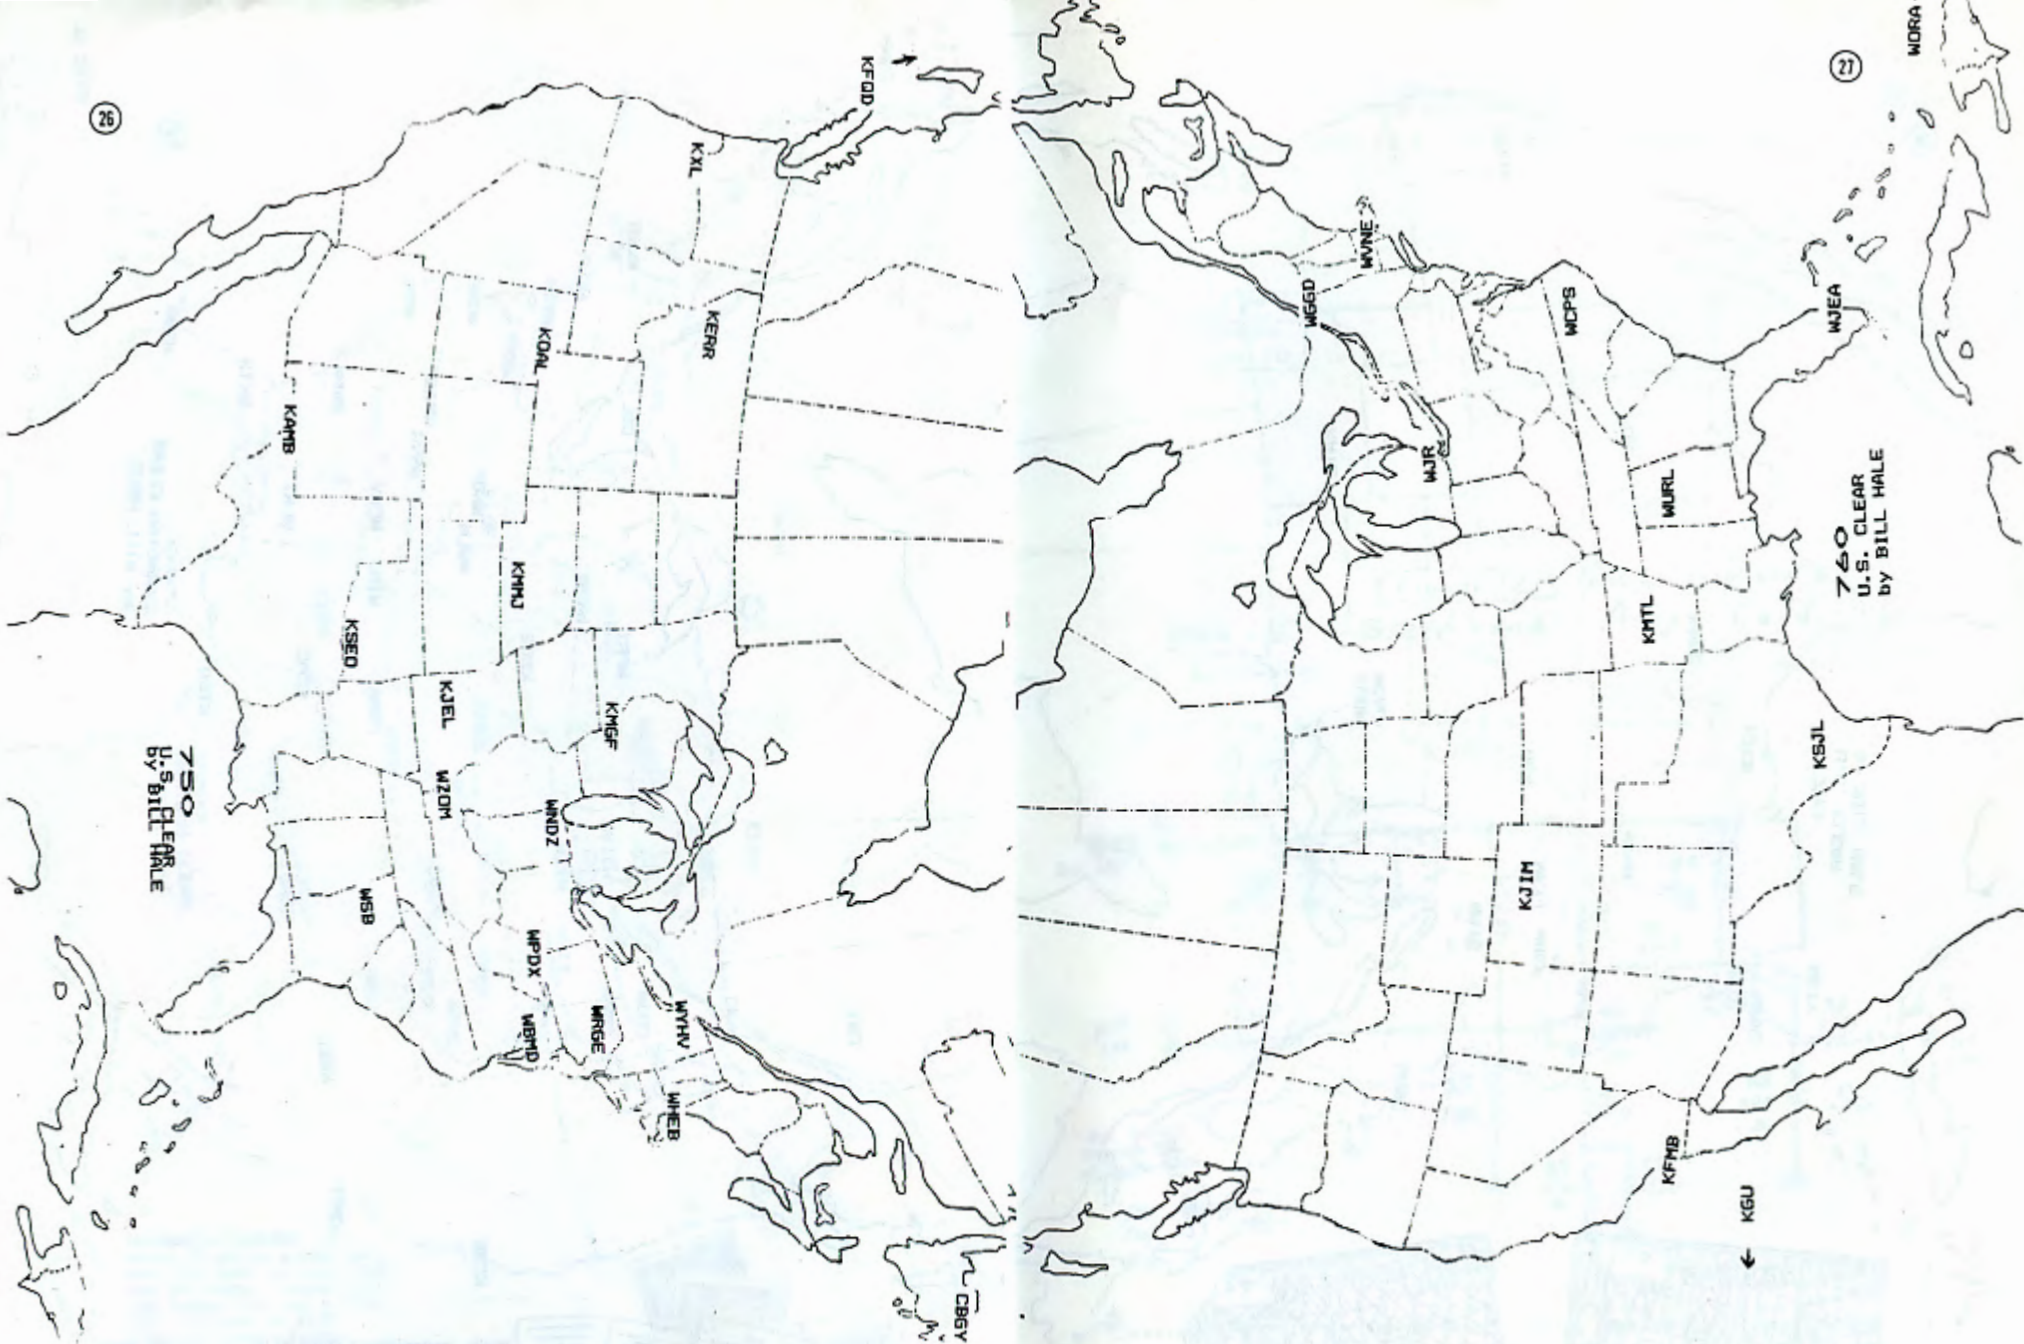 26
KFQD
KXL
KERR
KOAL
KAMB
KMMJ
KSEO
KJEL
KMGF
WZOM
WNDZ
WSB
WPDX
WBMD
WRGE
WYHV
WHEB
CBGY
750
U.S. CLEAR
by BILL HALE
27
WORA
WVNE
WGGD
WCPS
WJEA
WJR
WURL
KMTL
KSJL
KJIM
KFMB
KGU
760
U.S. CLEAR
by BILL HALE